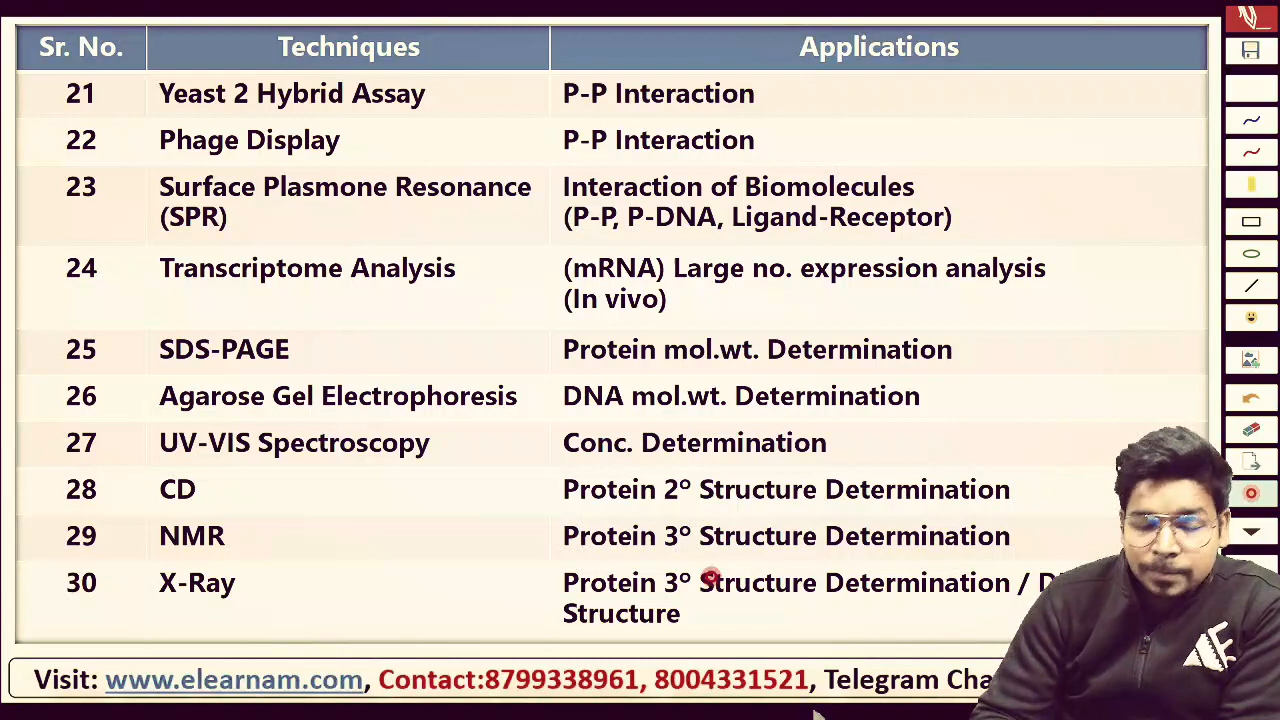 Sr. No. Techniques Applications
21 Yeast 2 Hybrid Assay P-P Interaction
22 Phage Display P-P Interaction
23 Surface Plasmone Resonance Interaction of Biomolecules
(SPR) (P-P, P-DNA, Ligand-Receptor)
24 Transcriptome Analysis (mRNA) Large no. expression analysis
(In vivo)
25 SDS-PAGE Protein mol.wt. Determination
26 Agarose Gel Electrophoresis DNA mol.wt. Determination
27 UV-VIS Spectroscopy Conc. Determination
28 CD Protein 2º Structure Determination
29 NMR Protein 3º Structure Determination
30 X-Ray Protein 3º Structure Determination /
Structure
Visit: www.elearnam.com, Contact:8799338961, 8004331521, Telegram